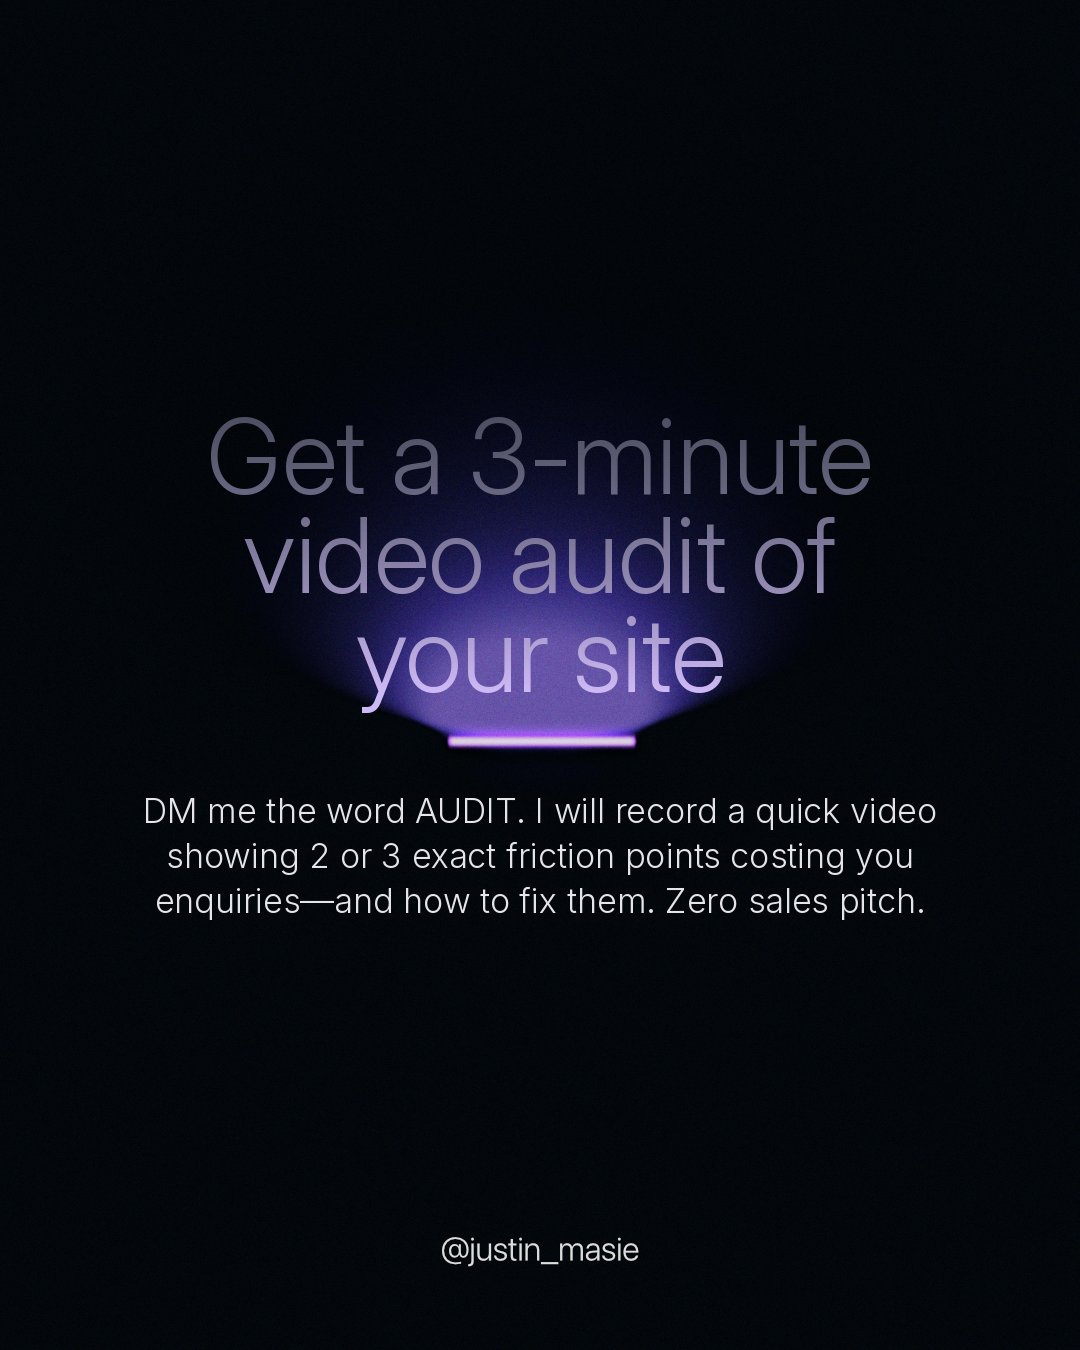 Get a 3-minute
video audit of
your site
DM me the word AUDIT. I will record a quick video
showing 2 or 3 exact friction points costing you
enquiries—and how to fix them. Zero sales pitch.
@justin_masie